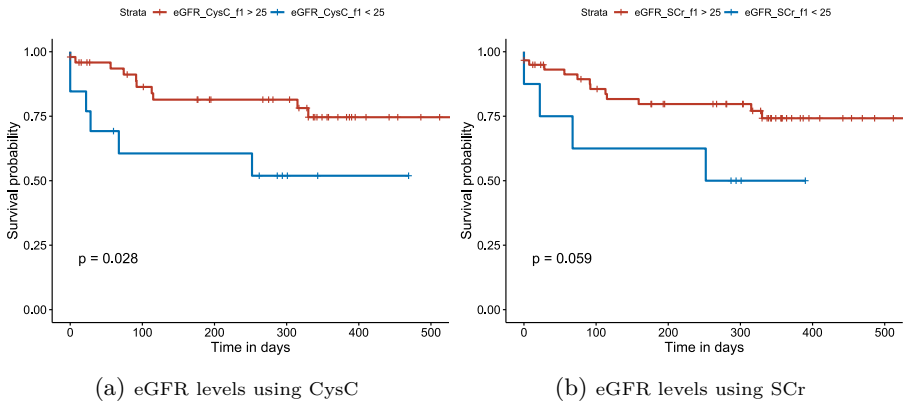 Strata eGFR_CysC_f1 > 25 eGFR_CysC_f1 < 25
1.00
0.75
0.50
0.25
0.00
Survival probability
p = 0.028
0 100 200 300 400 500
Time in days
(a) eGFR levels using CysC
Strata eGFR_SCr_f1 > 25 eGFR_SCr_f1 < 25
1.00
0.75
0.50
0.25
0.00
Survival probability
p = 0.059
0 100 200 300 400 500
Time in days
(b) eGFR levels using SCr